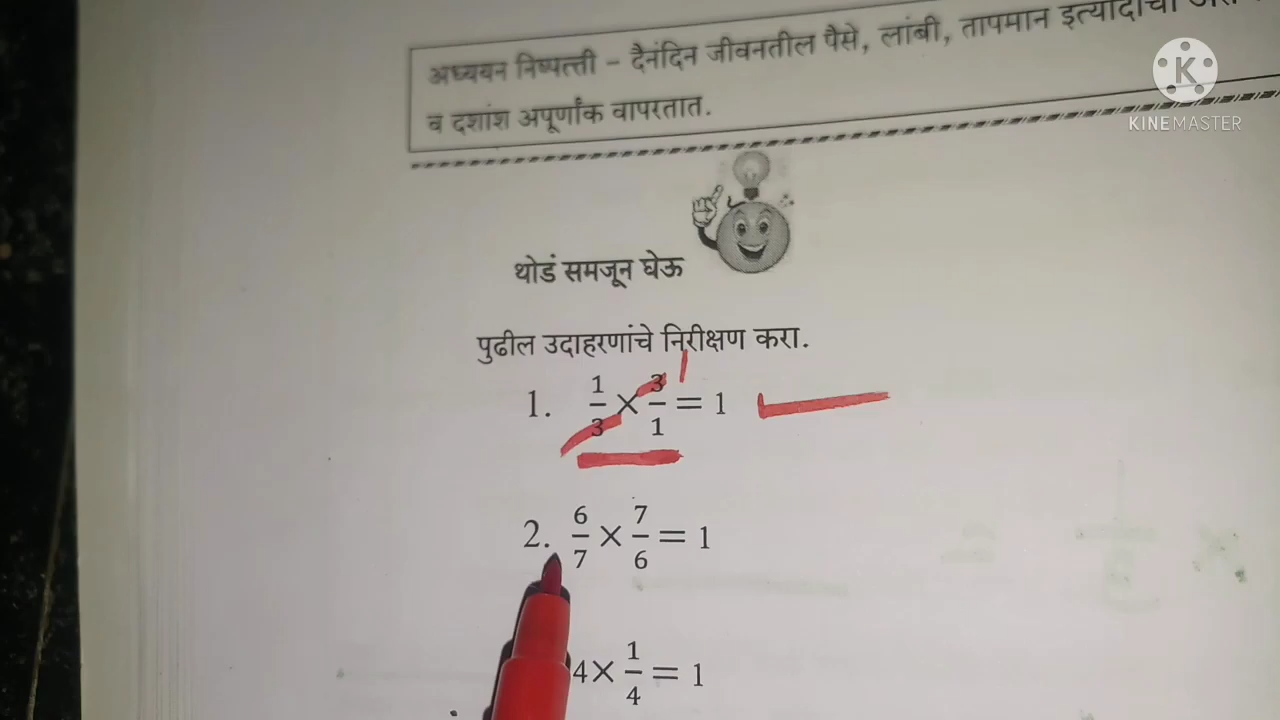 अध्ययन निष्पत्ती – दैनंदिन जीवनतील पैसे, लांबी, तापमान इत्यादींची
व दशांश अपूर्णांक वापरतात.
K
KINEMASTER
थोडं समजून घेऊ
पुढील उदाहरणांचे निरीक्षण करा.
1. 1/3 × 3/1 = 1
2. 6/7 × 7/6 = 1
4 × 1/4 = 1